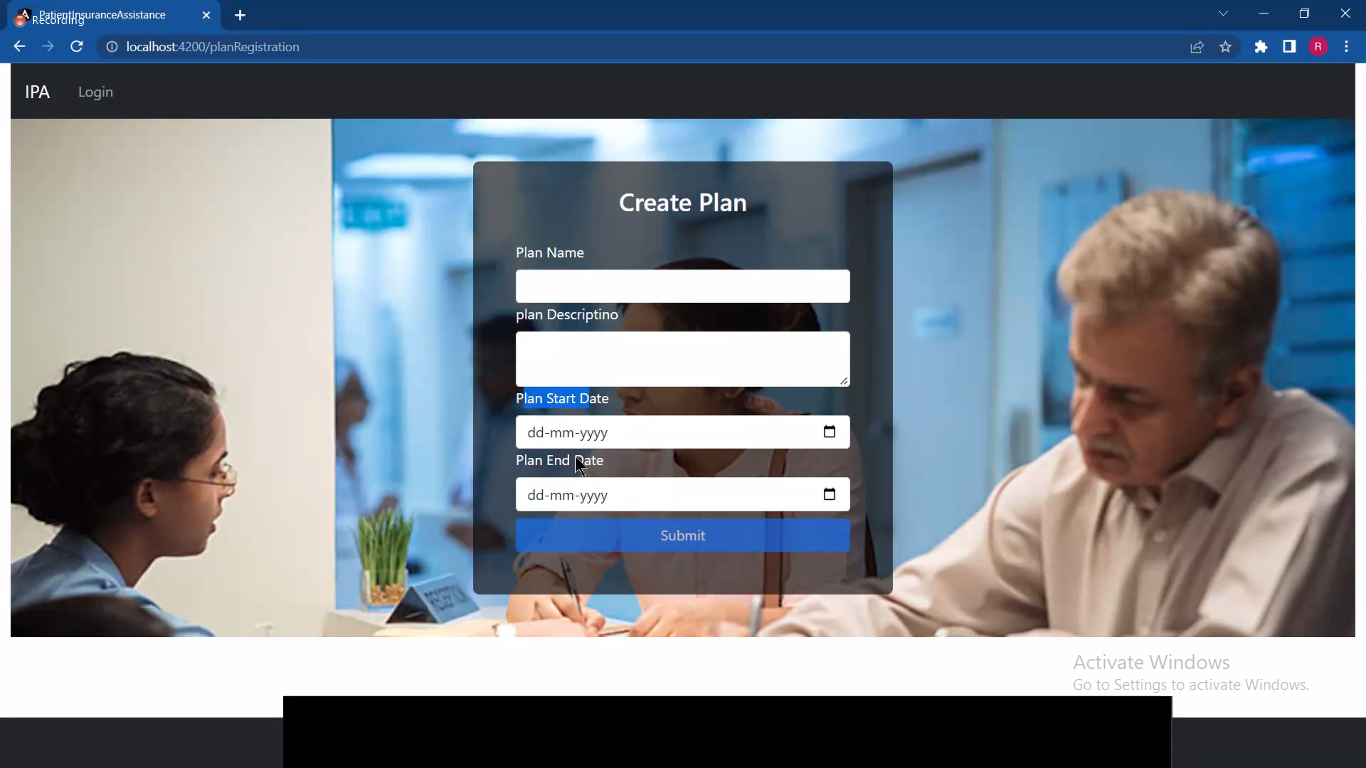 PatientInsuranceAssistance
Recording
localhost:4200/planRegistration
R
IPA
Login
Create Plan
Plan Name
plan Descriptino
Plan Start Date
dd-mm-yyyy
Plan End Date
dd-mm-yyyy
Submit
Activate Windows
Go to Settings to activate Windows.